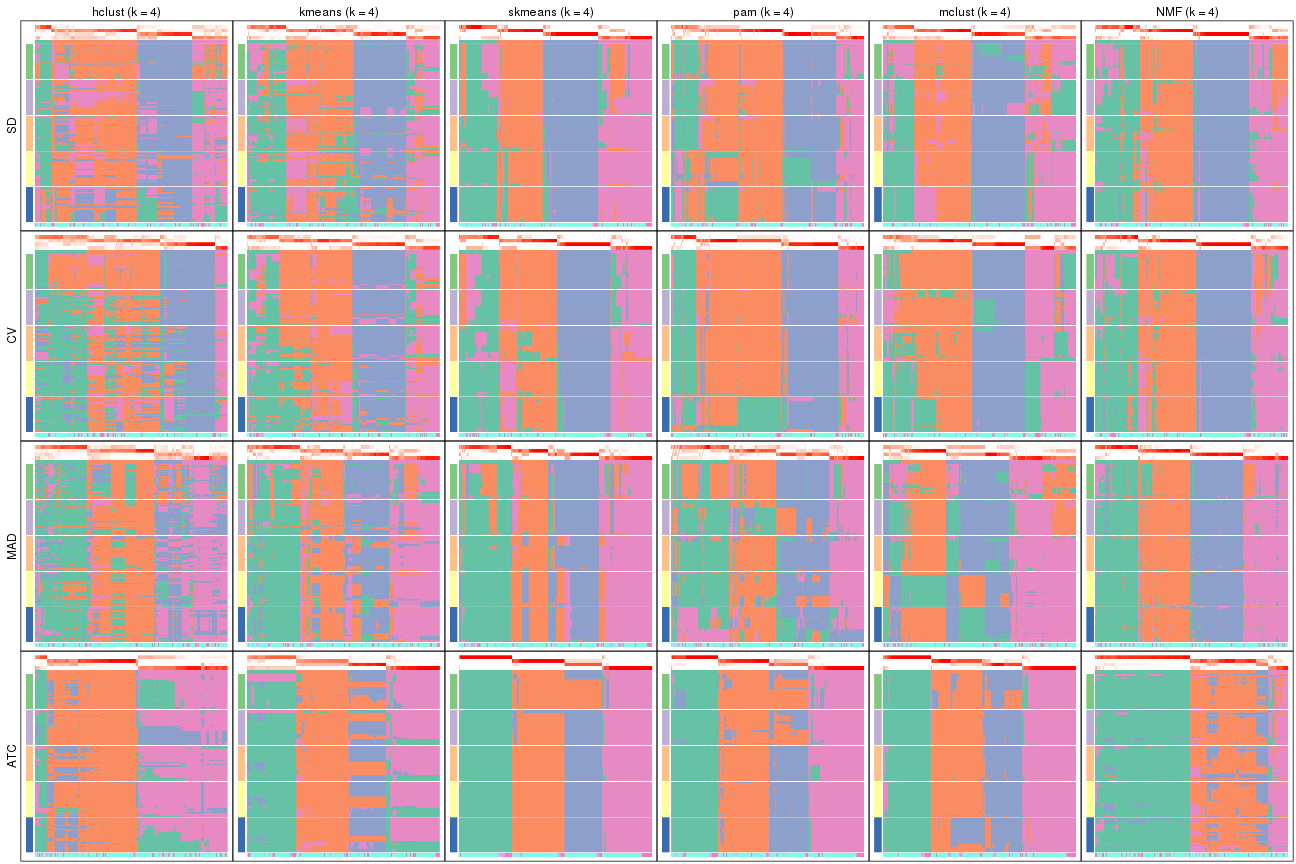 hclust (k = 4) kmeans (k = 4) skmeans (k = 4) pam (k = 4) mclust (k = 4) NMF (k = 4)
SD
CV
MAD
ATC